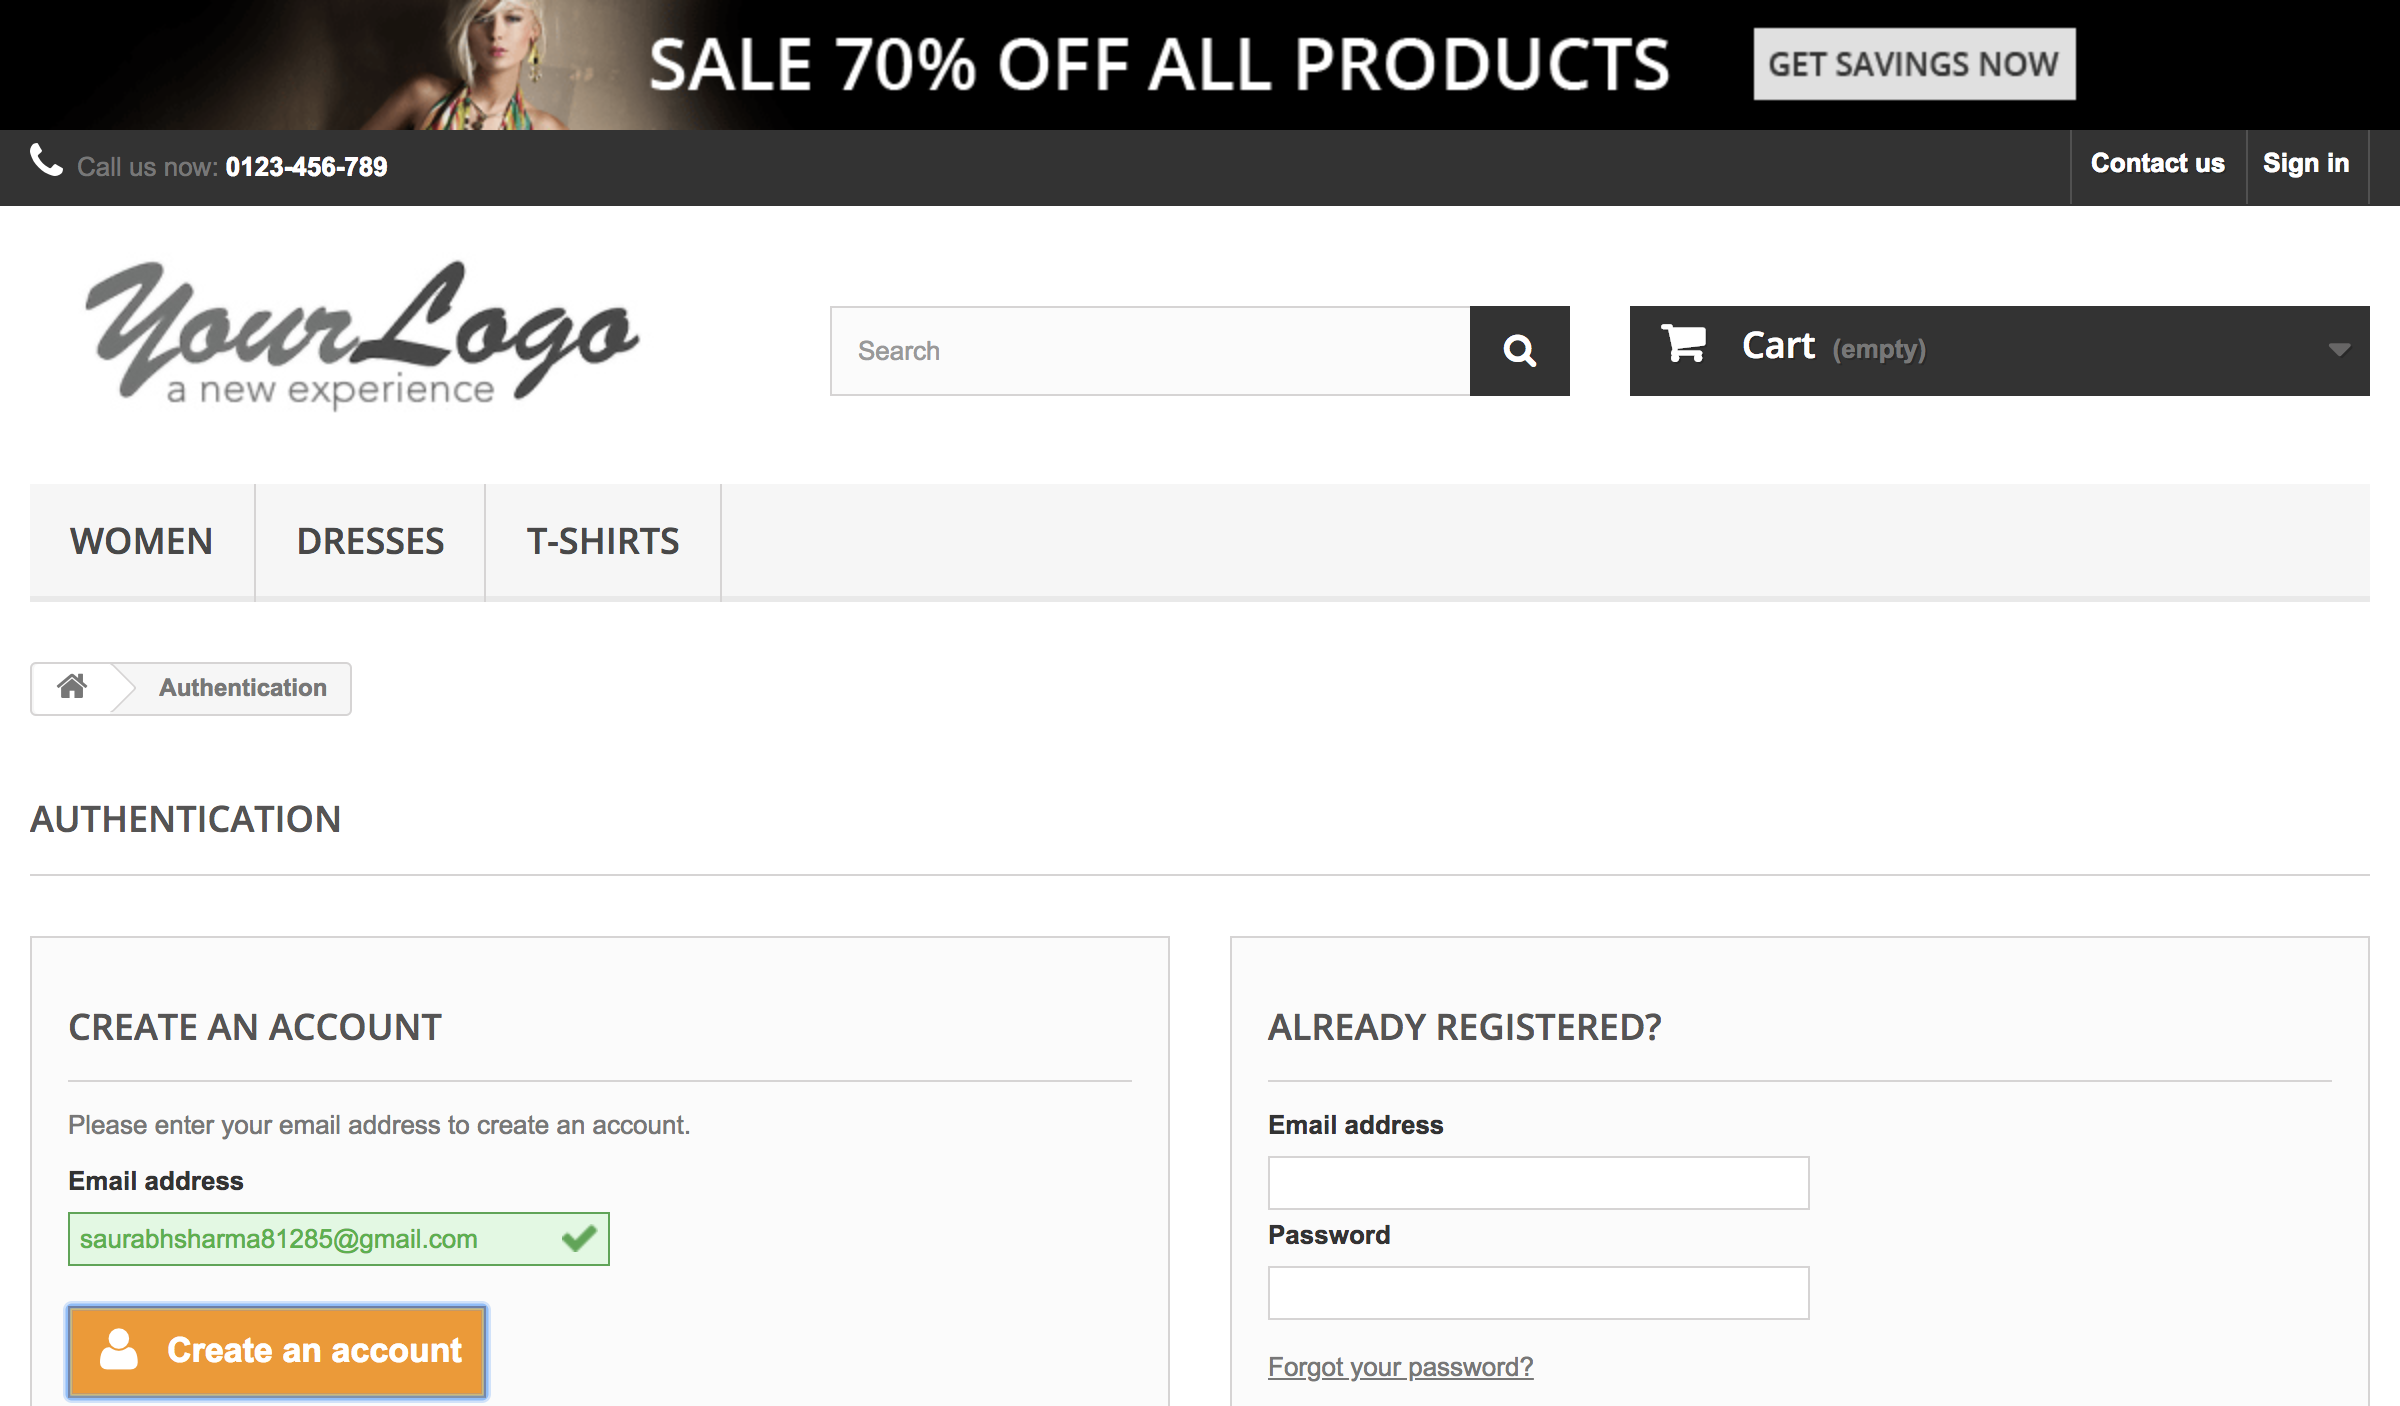 SALE 70% OFF ALL PRODUCTS
GET SAVINGS NOW
Call us now: 0123-456-789
Contact us
Sign in
YourLogo
a new experience
Search
Cart (empty)
WOMEN
DRESSES
T-SHIRTS
Authentication
AUTHENTICATION
CREATE AN ACCOUNT
Please enter your email address to create an account.
Email address
saurabhsharma81285@gmail.com
Create an account
ALREADY REGISTERED?
Email address
Password
Forgot your password?